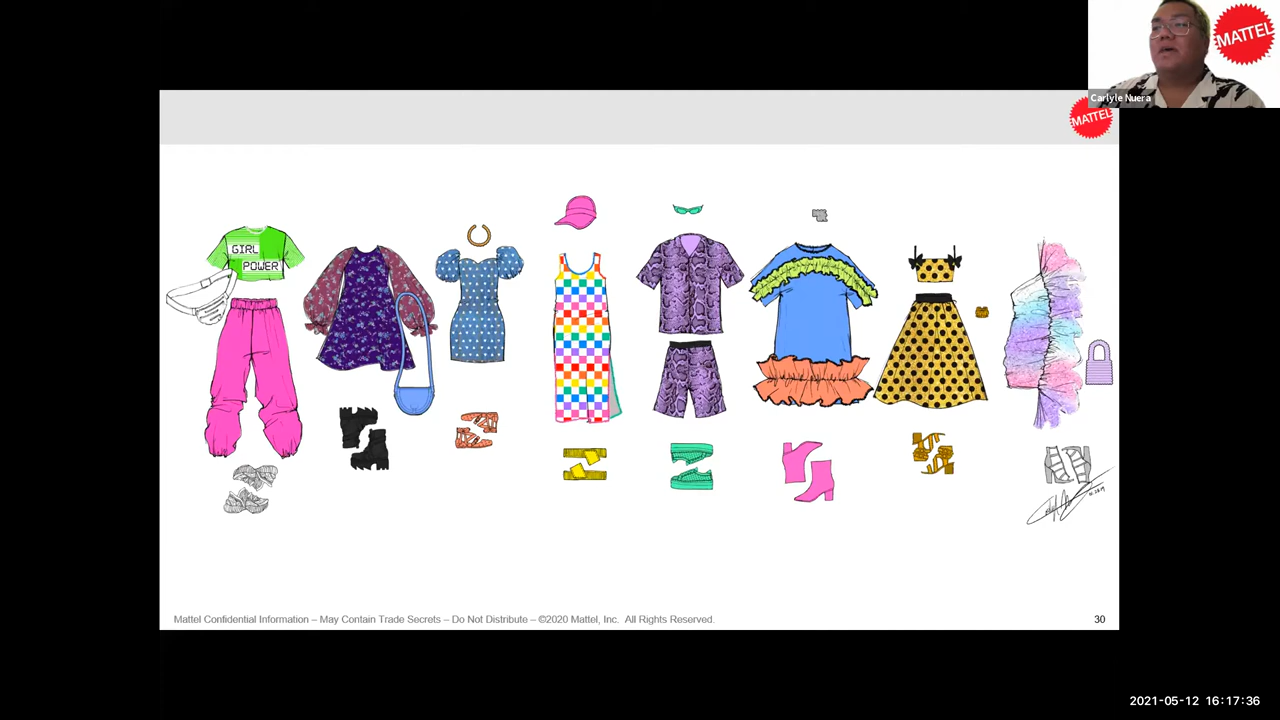 MATTEL
Carlyle Nuera
MATTEL
GIRL
POWER
Mattel Confidential Information – May Contain Trade Secrets – Do Not Distribute – ©2020 Mattel, Inc.  All Rights Reserved.
30
2021-05-12 16:17:36